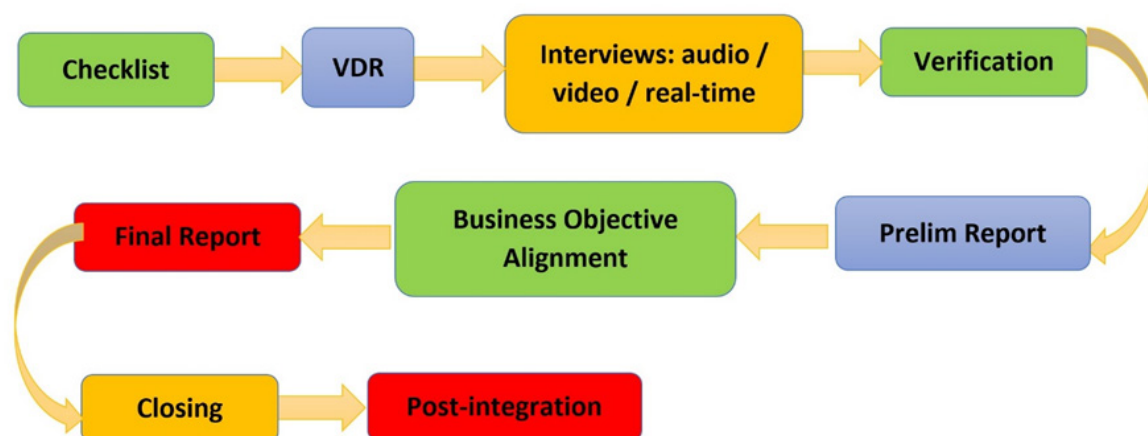 Checklist
VDR
Interviews: audio /
video / real-time
Verification
Prelim Report
Business Objective
Alignment
Final Report
Closing
Post-integration